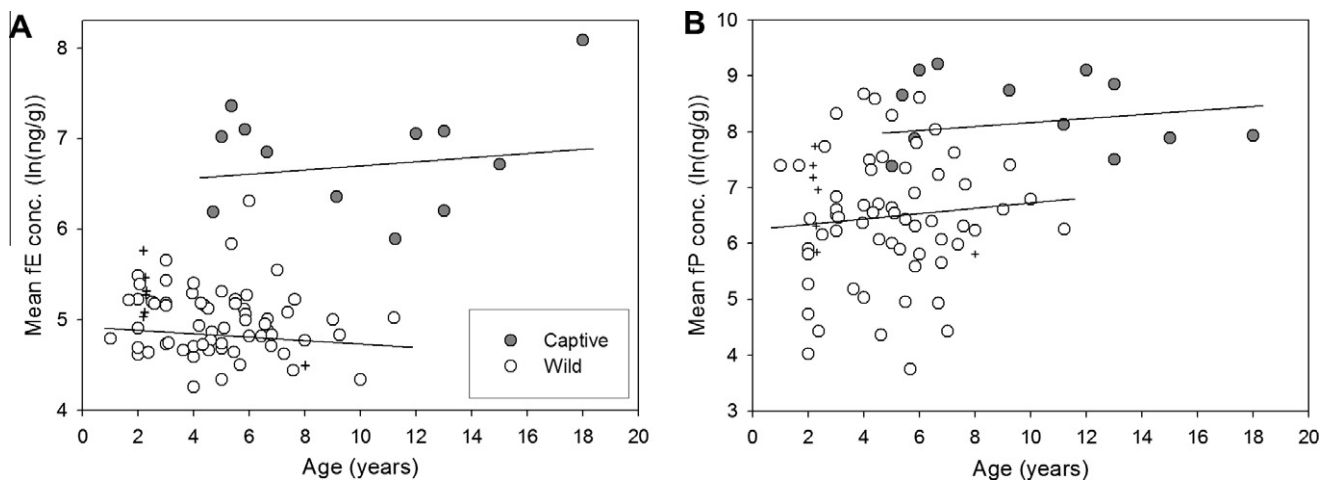 A
Mean fE conc. (ln(ng/g))
8
7
6
5
4
0 2 4 6 8 10 12 14 16 18 20
Age (years)
Captive
Wild
B
Mean fP conc. (ln(ng/g))
10
9
8
7
6
5
4
3
0 2 4 6 8 10 12 14 16 18 20
Age (years)